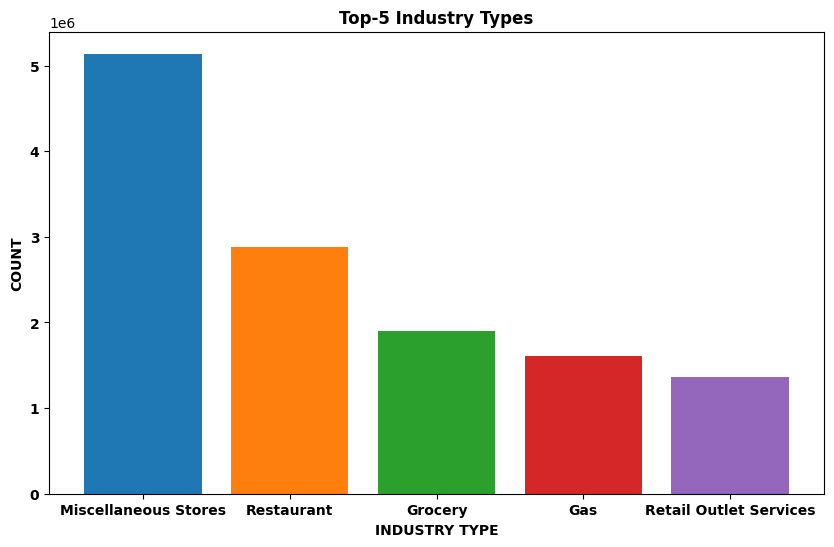 Top-5 Industry Types
1e6
5
4
3
2
1
0
COUNT
Miscellaneous Stores Restaurant Grocery Gas Retail Outlet Services
INDUSTRY TYPE